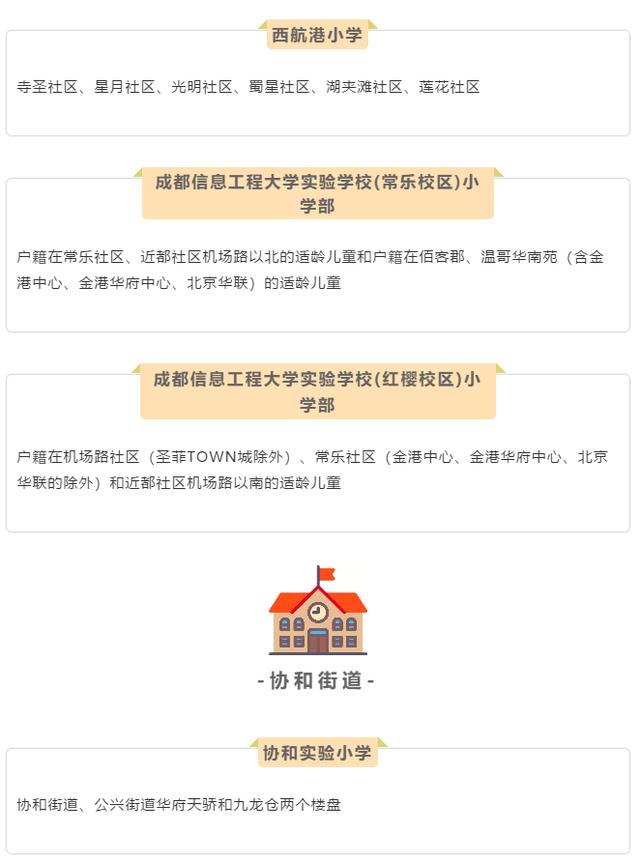 西航港小学
寺圣社区、星月社区、光明社区、蜀星社区、湖夹滩社区、莲花社区
成都信息工程大学实验学校(常乐校区)小
学部
户籍在常乐社区、近都社区机场路以北的适龄儿童和户籍在佰客郡、温哥华南苑（含金
港中心、金港华府中心、北京华联）的适龄儿童
成都信息工程大学实验学校(红樱校区)小
学部
户籍在机场路社区（圣菲TOWN城除外）、常乐社区（金港中心、金港华府中心、北京
华联的除外）和近都社区机场路以南的适龄儿童
-协和街道-
协和实验小学
协和街道、公兴街道华府天骄和九龙仓两个楼盘